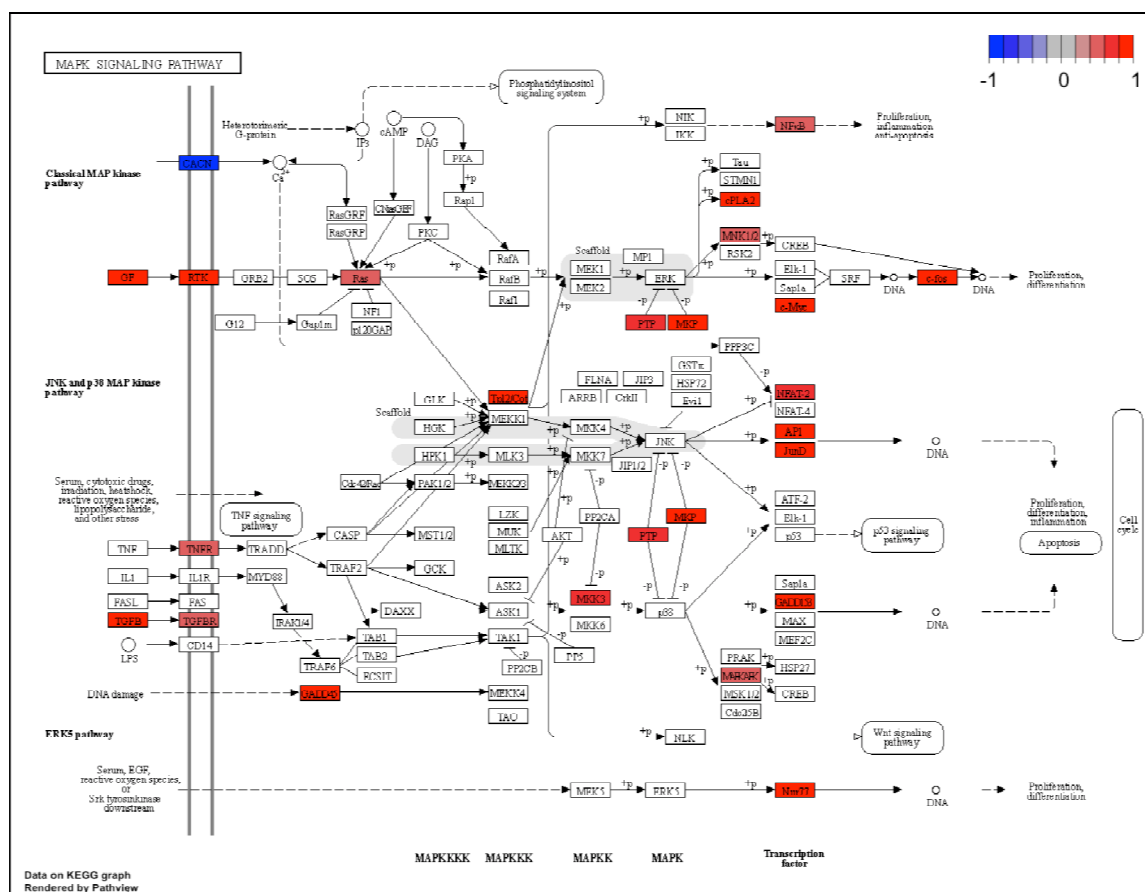 MAPK SIGNALING PATHWAY
-1
0
1
Phosphatidylinositol
signaling system
Heterotorimeric
G-protein
IP3
cAMP
DAG
PKA
+p
Rap1
NIK
IKK
+p
NFκB
Proliferation,
inflammation
anti-apoptosis
CACN
Ca2+
Classical MAP kinase
pathway
RasGRF
RasGRP
CNasGEF
PKC
Tau
STMN1
cPLA2
+p
MNK1/2
+p
RSK2
CREB
Scaffold
MP1
GF
RTK
GRB2
SOS
Ras
+p
+p
RafA
RafB
Raf1
+p
MEK1
MEK2
+p
ERK
+p
+p
Elk-1
Sap1a
SRF
DNA
c-fos
DNA
Proliferation,
differentiation
c-Myc
G12
Gap1m
NF1
p120GAP
-p
-p
PTP
MKP
+p
JNK and p38 MAP kinase
pathway
PPP3C
-p
GSTπ
HSP72
Evi1
FLNA
JIP3
ARRB
CrkII
NFAT-2
NFAT-4
GLK
Tpl2/Cot
Scaffold
HGK
MEKK1
MKK4
+p
JNK
+p
AP1
JunD
DNA
HPK1
MLK3
MKK7
JIP1/2
Cdc42/Rac
PAK1/2
MEKK2/3
Serum, cytotoxic drugs,
irradiation, heatshock,
reactive oxygen species,
lipopolysaccharide,
and other stress
TNF signaling
pathway
LZK
MUK
MLTK
PP2CA
AKT
PTP
MKP
ATF-2
Elk-1
p53
p53 signaling
pathway
Proliferation,
differentiation,
inflammation
Apoptosis
Cell
cycle
CASP
MST1/2
TNF
TNFR
TRADD
TRAF2
GCK
IL1
IL1R
MYD88
ASK2
FASL
FAS
DAXX
ASK1
+p
MKK3
MKK6
+p
p38
+p
Sap1a
MAX
MEF2C
DNA
TGFB
TGFBR
IRAK1/4
LPS
CD14
TAB1
TAB2
TRAF6
ECSIT
TAK1
-p
PP2CB
PP5
PRAK
+p
HSP27
MSK1/2
+p
CREB
Cdc25B
DNA damage
MEKK4
TAO
ERK5 pathway
+p
NLK
Wnt signaling
pathway
Serum, EGF,
reactive oxygen species,
or
Srk tyrosinkinase
downstream
MEK5
+p
ERK5
+p
Nur77
DNA
Proliferation,
differentiation
MAPKKKK
MAPKKK
MAPKK
MAPK
Transcription
factor
Data on KEGG graph
Rendered by Pathview